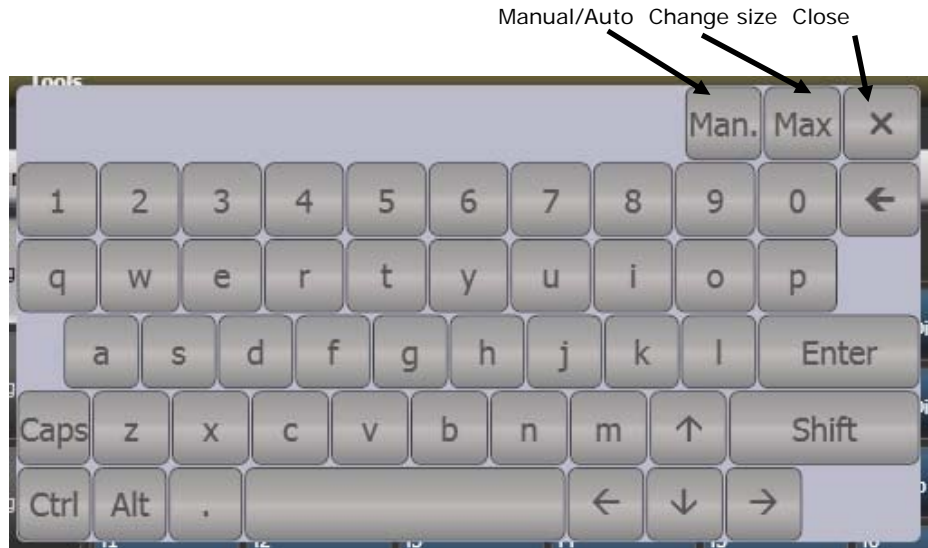 Manual/Auto Change size Close
Tools
Man. Max ×
1 2 3 4 5 6 7 8 9 0 ←
q w e r t y u i o p
a s d f g h j k l Enter
Caps z x c v b n m ↑ Shift
Ctrl Alt . ← ↓ →